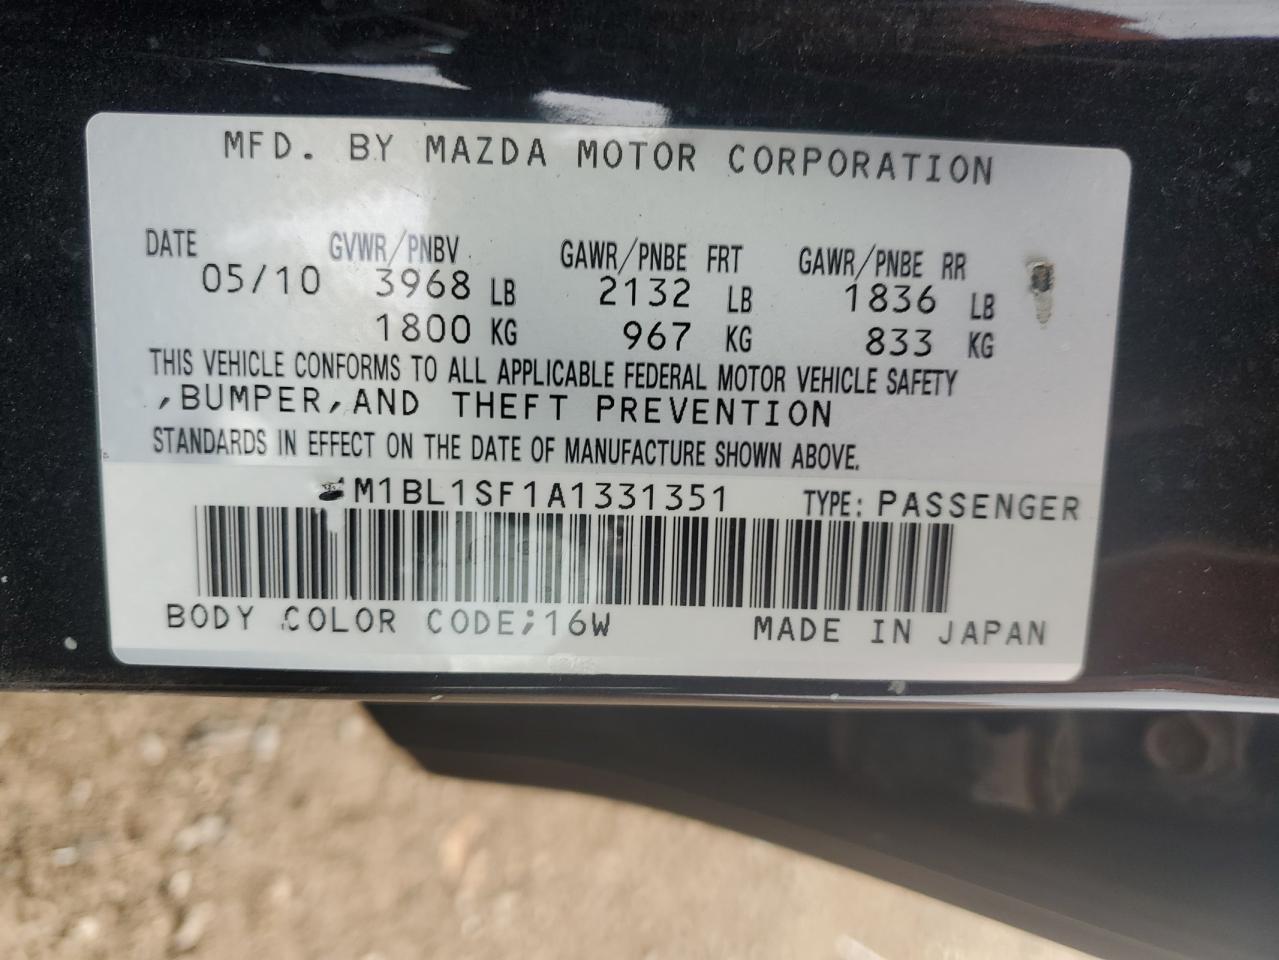 MFD. BY MAZDA MOTOR CORPORATION
DATE GVWR/PNBV GAWR/PNBE FRT GAWR/PNBE RR
05/10 3968 LB 2132 LB 1836 LB
1800 KG 967 KG 833 KG
THIS VEHICLE CONFORMS TO ALL APPLICABLE FEDERAL MOTOR VEHICLE SAFETY
,BUMPER,AND THEFT PREVENTION
STANDARDS IN EFFECT ON THE DATE OF MANUFACTURE SHOWN ABOVE.
M1BL1SF1A1331351 TYPE: PASSENGER
BODY COLOR CODE;16W MADE IN JAPAN